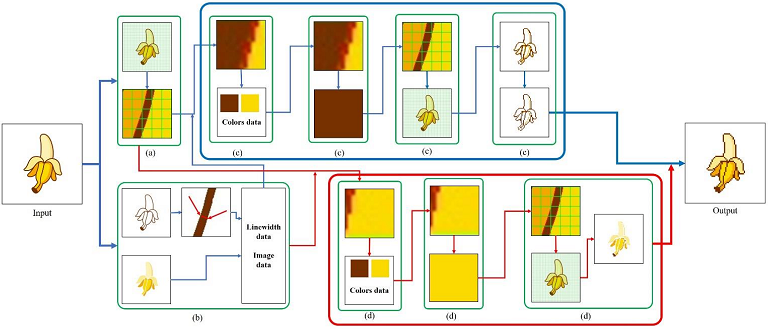 Colors data
(a)
(c)
(c)
(c)
(c)
Input
Linewidth
data
Image
data
(b)
Colors data
(d)
(d)
(d)
Output